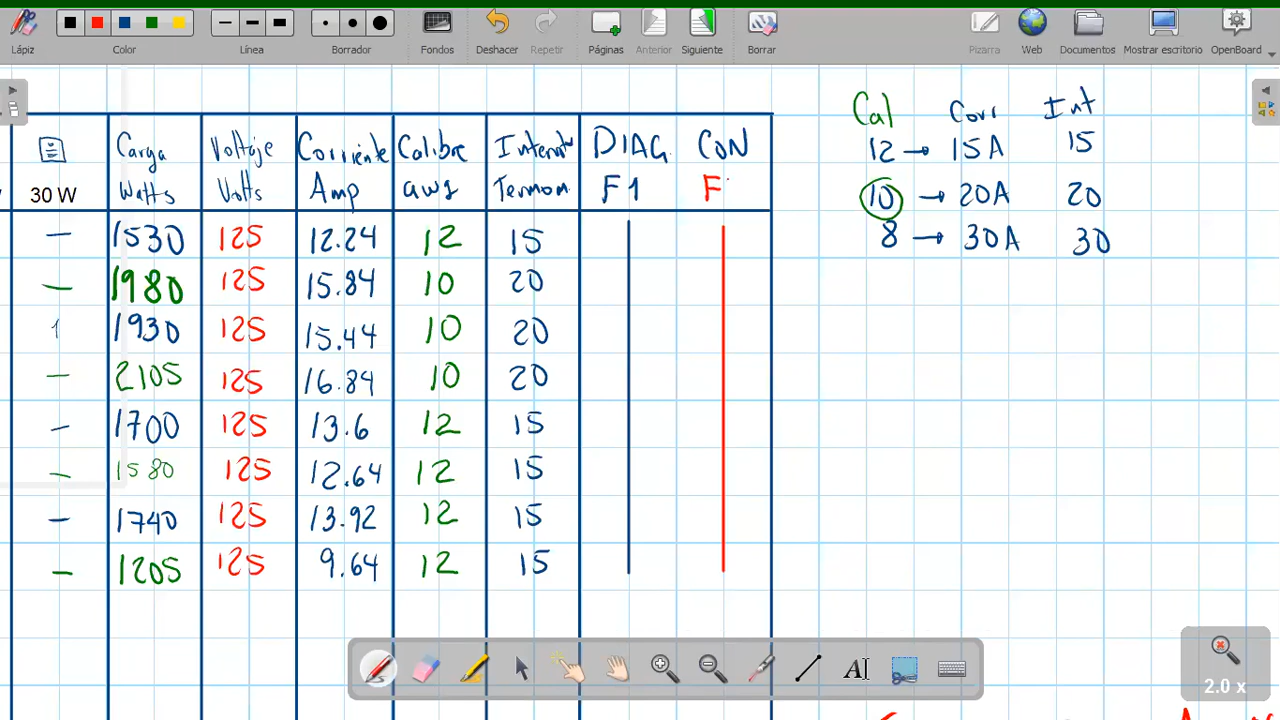 Lápiz Color Línea Borrador Fondos Deshacer Repetir Páginas Anterior Siguiente Borrar Pizarra Web Documentos Mostrar escritorio OpenBoard
30 W Carga Watts Voltaje Volts Corriente Amp Calibre awg DIAG F1 CON F
— 1530 125 12.24 12 15
— 1980 125 15.84 10 20
1 1930 125 15.44 10 20
— 2105 125 16.84 10 20
— 1700 125 13.6 12 15
— 1580 125 12.64 12 15
— 1740 125 13.92 12 15
— 1205 125 9.64 12 15
Cal Corr Int
12 → 15A 15
10 → 20A 20
8 → 30A 30
2.0 x